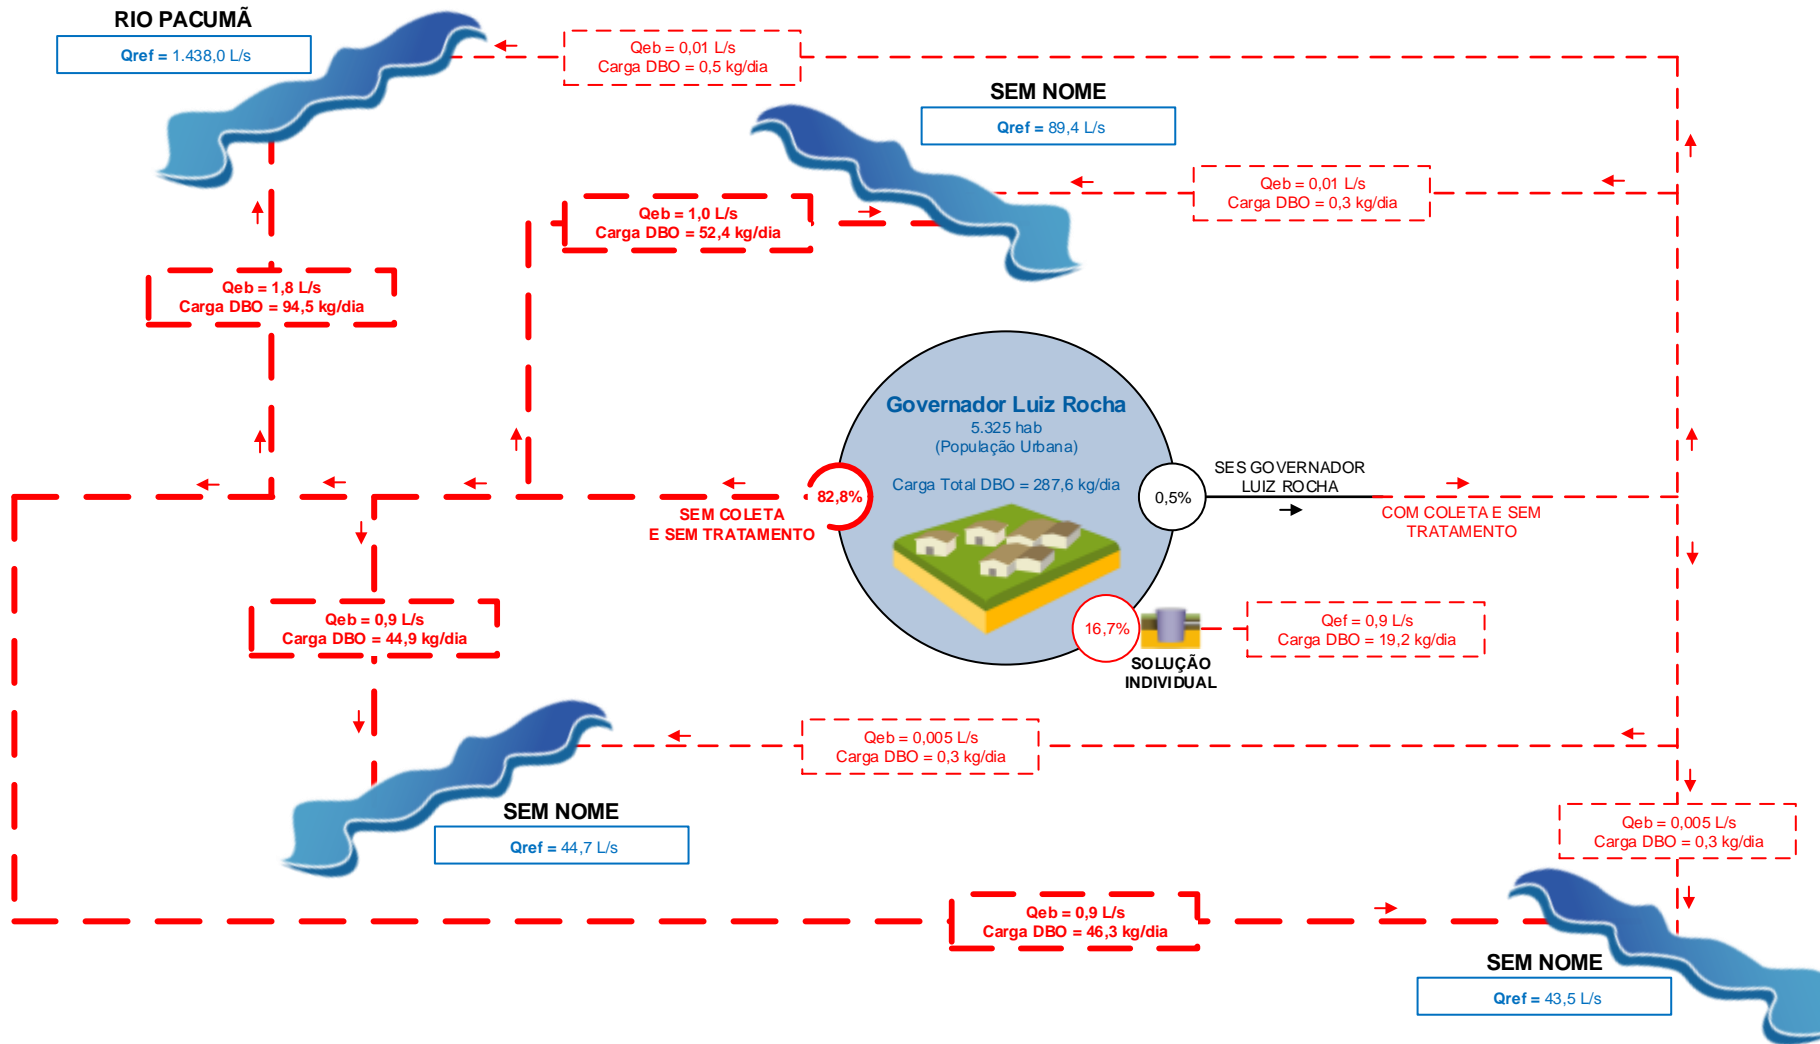 RIO PACUMÃ
Qref = 1.438,0 L/s
Qeb = 0,01 L/s
Carga DBO = 0,5 kg/dia
SEM NOME
Qref = 89,4 L/s
Qeb = 0,01 L/s
Carga DBO = 0,3 kg/dia
Qeb = 1,0 L/s
Carga DBO = 52,4 kg/dia
Qeb = 1,8 L/s
Carga DBO = 94,5 kg/dia
Governador Luiz Rocha
5.325 hab
(População Urbana)
Carga Total DBO = 287,6 kg/dia
82,8%
SEM COLETA
E SEM TRATAMENTO
0,5%
SES GOVERNADOR
LUIZ ROCHA
COM COLETA E SEM
TRATAMENTO
16,7%
SOLUÇÃO
INDIVIDUAL
Qef = 0,9 L/s
Carga DBO = 19,2 kg/dia
Qeb = 0,9 L/s
Carga DBO = 44,9 kg/dia
Qeb = 0,005 L/s
Carga DBO = 0,3 kg/dia
SEM NOME
Qref = 44,7 L/s
Qeb = 0,005 L/s
Carga DBO = 0,3 kg/dia
Qeb = 0,9 L/s
Carga DBO = 46,3 kg/dia
SEM NOME
Qref = 43,5 L/s